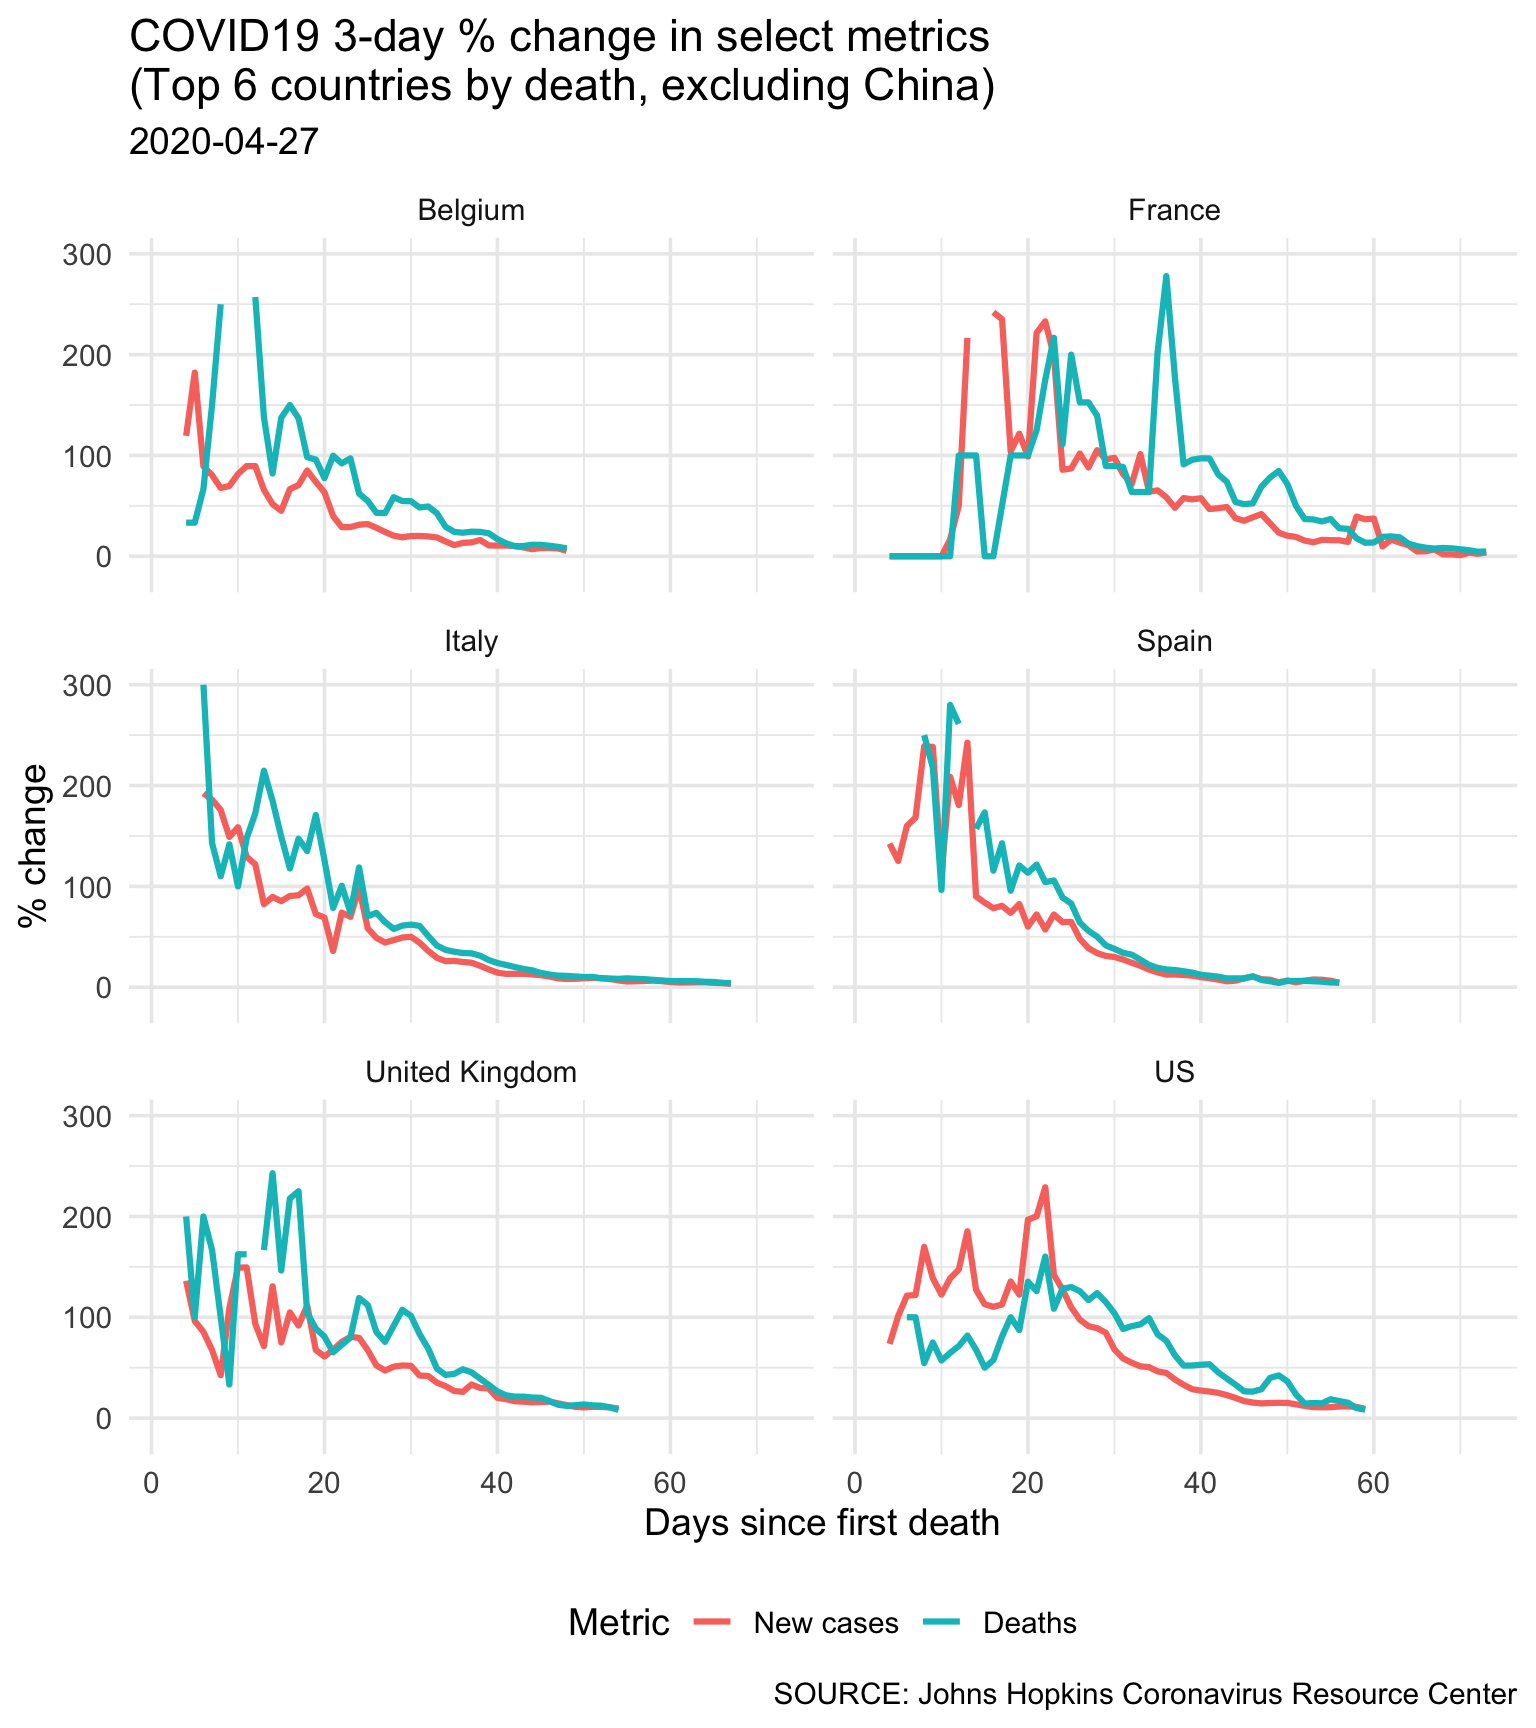 COVID19 3-day % change in select metrics
(Top 6 countries by death, excluding China)
2020-04-27
Belgium
France
300
200
100
0
Italy
Spain
300
200
100
0
% change
United Kingdom
US
300
200
100
0
0 20 40 60
0 20 40 60
Days since first death
Metric New cases Deaths
SOURCE: Johns Hopkins Coronavirus Resource Center